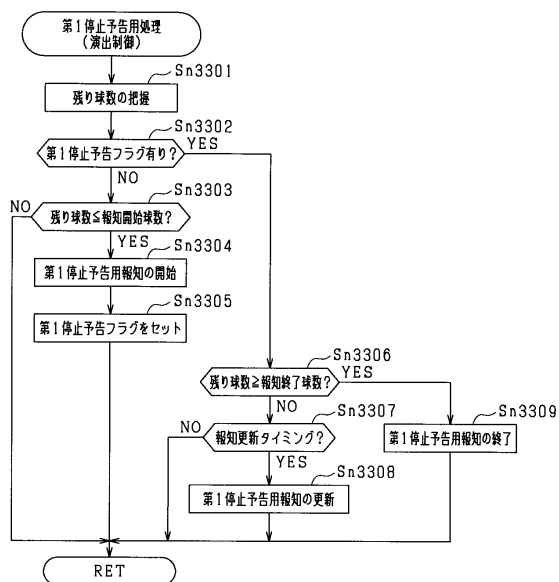 第1停止予告用処理
(演出制御)
Sn3301
残り球数の把握
Sn3302
第1停止予告フラグ有り?
YES
NO
Sn3303
NO
残り球数≦報知開始球数?
YES
Sn3304
第1停止予告用報知の開始
Sn3305
第1停止予告フラグをセット
Sn3306
残り球数≧報知終了球数?
YES
NO
Sn3307
NO
報知更新タイミング?
YES
Sn3308
第1停止予告用報知の更新
Sn3309
第1停止予告用報知の終了
RET